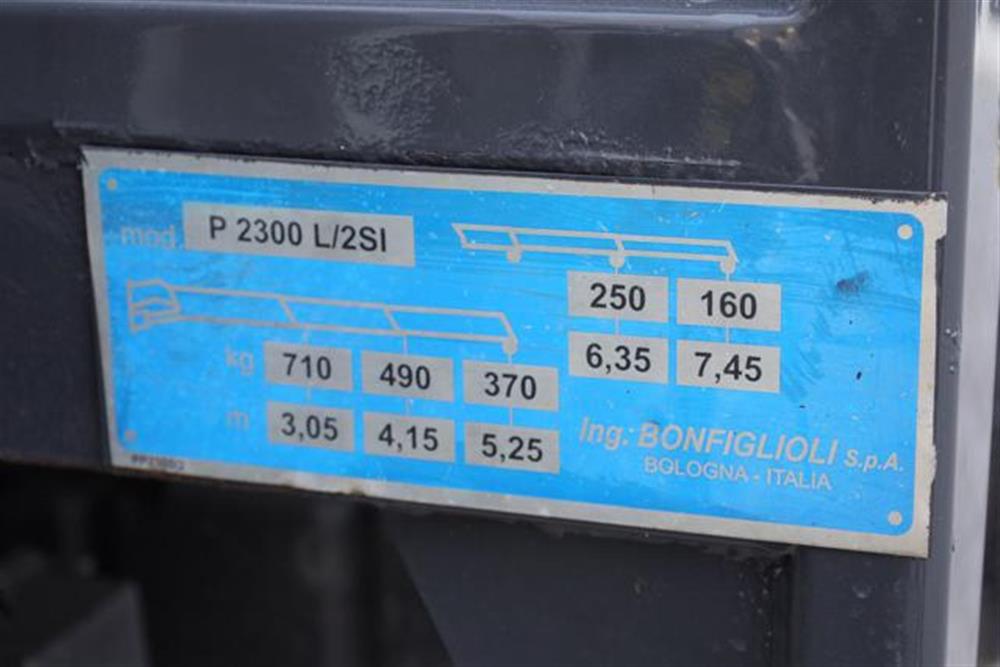 mod. P 2300 L/2SI
250 160
6,35 7,45
kg 710 490 370
m 3,05 4,15 5,25
Ing. BONFIGLIOLI s.p.A.
BOLOGNA - ITALIA